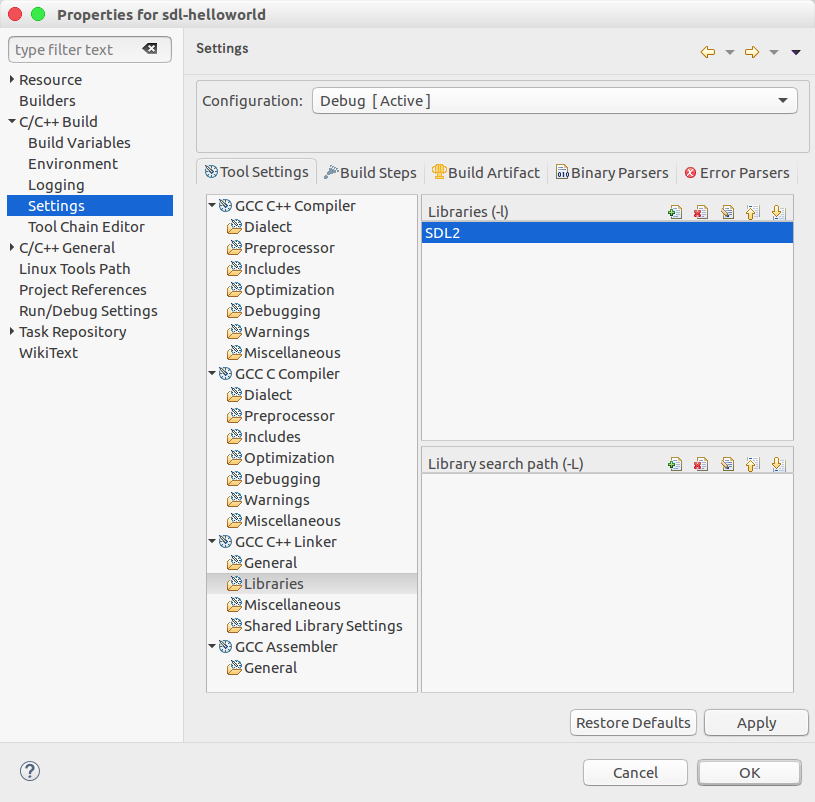 Properties for sdl-helloworld
type filter text
Resource
Builders
C/C++ Build
Build Variables
Environment
Logging
Settings
Tool Chain Editor
C/C++ General
Linux Tools Path
Project References
Run/Debug Settings
Task Repository
WikiText
Settings
Configuration: Debug [Active]
Tool Settings Build Steps Build Artifact Binary Parsers Error Parsers
GCC C++ Compiler
Dialect
Preprocessor
Includes
Optimization
Debugging
Warnings
Miscellaneous
GCC C Compiler
Dialect
Preprocessor
Includes
Optimization
Debugging
Warnings
Miscellaneous
GCC C++ Linker
General
Libraries
Miscellaneous
Shared Library Settings
GCC Assembler
General
Libraries (-l)
SDL2
Library search path (-L)
Restore Defaults Apply
? Cancel OK